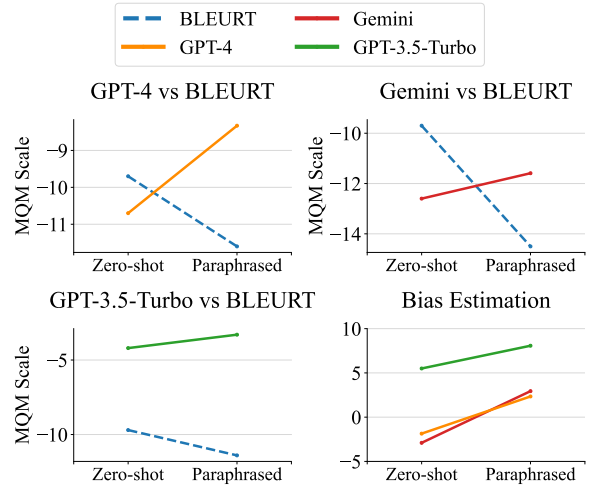 BLEURT
Gemini
GPT-4
GPT-3.5-Turbo
GPT-4 vs BLEURT
Gemini vs BLEURT
MQM Scale
−9
−10
−11
Zero-shot
Paraphrased
MQM Scale
−10
−12
−14
Zero-shot
Paraphrased
GPT-3.5-Turbo vs BLEURT
Bias Estimation
MQM Scale
−5
−10
Zero-shot
Paraphrased
10
5
0
−5
Zero-shot
Paraphrased